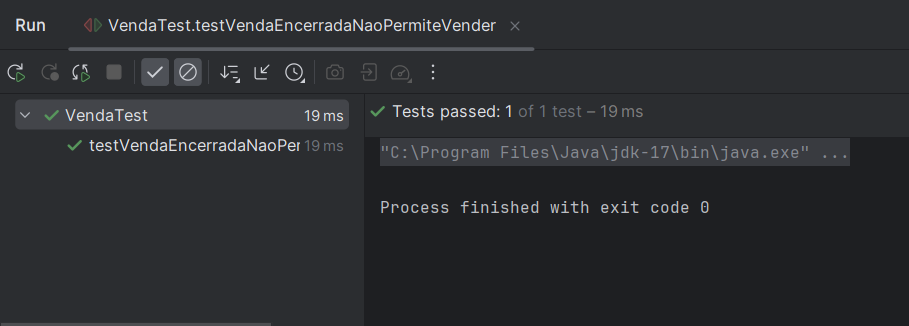 Run
VendaTest.testVendaEncerradaNaoPermiteVender
VendaTest 19 ms
testVendaEncerradaNaoPer 19 ms
Tests passed: 1 of 1 test – 19 ms
"C:\Program Files\Java\jdk-17\bin\java.exe" ...
Process finished with exit code 0